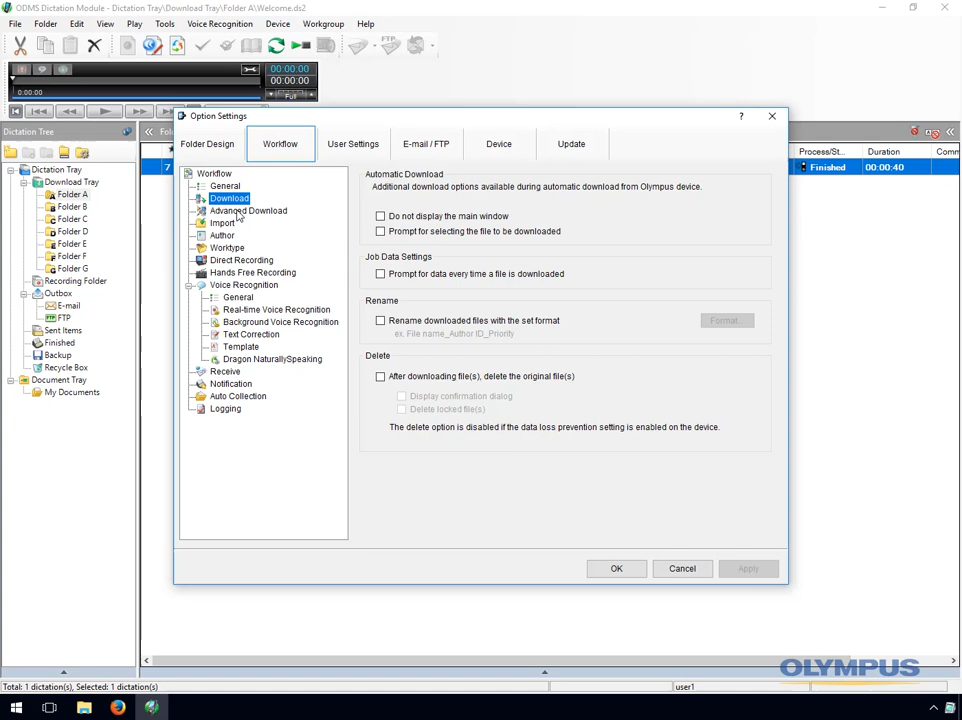 ODMS Dictation Module - Dictation Tray\Download Tray\Folder A\Welcome.ds2
File Folder Edit View Play Tools Voice Recognition Device Workgroup Help
FTP
00:00:00
00:00:00
0:00:00
Full
Dictation Tree
Dictation Tray
Download Tray
Folder A
Folder B
Folder C
Folder D
Folder E
Folder F
Folder G
Recording Folder
Outbox
E-mail
FTP
Sent Items
Finished
Backup
Recycle Box
Document Tray
My Documents
Process/St... Duration Comm
7 Finished 00:00:40
Option Settings
Folder Design Workflow User Settings E-mail / FTP Device Update
Workflow
General
Download
Advanced Download
Import
Author
Worktype
Direct Recording
Hands Free Recording
Voice Recognition
General
Real-time Voice Recognition
Background Voice Recognition
Text Correction
Template
Dragon NaturallySpeaking
Receive
Notification
Auto Collection
Logging
Automatic Download
Additional download options available during automatic download from Olympus device.
Do not display the main window
Prompt for selecting the file to be downloaded
Job Data Settings
Prompt for data every time a file is downloaded
Rename
Rename downloaded files with the set format
Format...
ex. File name_Author ID_Priority
Delete
After downloading file(s), delete the original file(s)
Display confirmation dialog
Delete locked file(s)
The delete option is disabled if the data loss prevention setting is enabled on the device.
OK Cancel Apply
OLYMPUS
Total: 1 dictation(s), Selected: 1 dictation(s)
user1